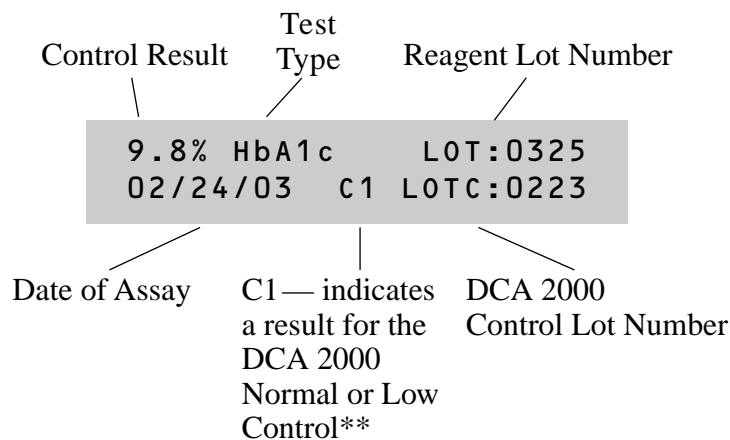 Control Result
Test
Type
Reagent Lot Number
9.8% HbA1c LOT:0325
02/24/03 C1 LOTC:0223
Date of Assay
C1— indicates
a result for the
DCA 2000
Normal or Low
Control**
DCA 2000
Control Lot Number